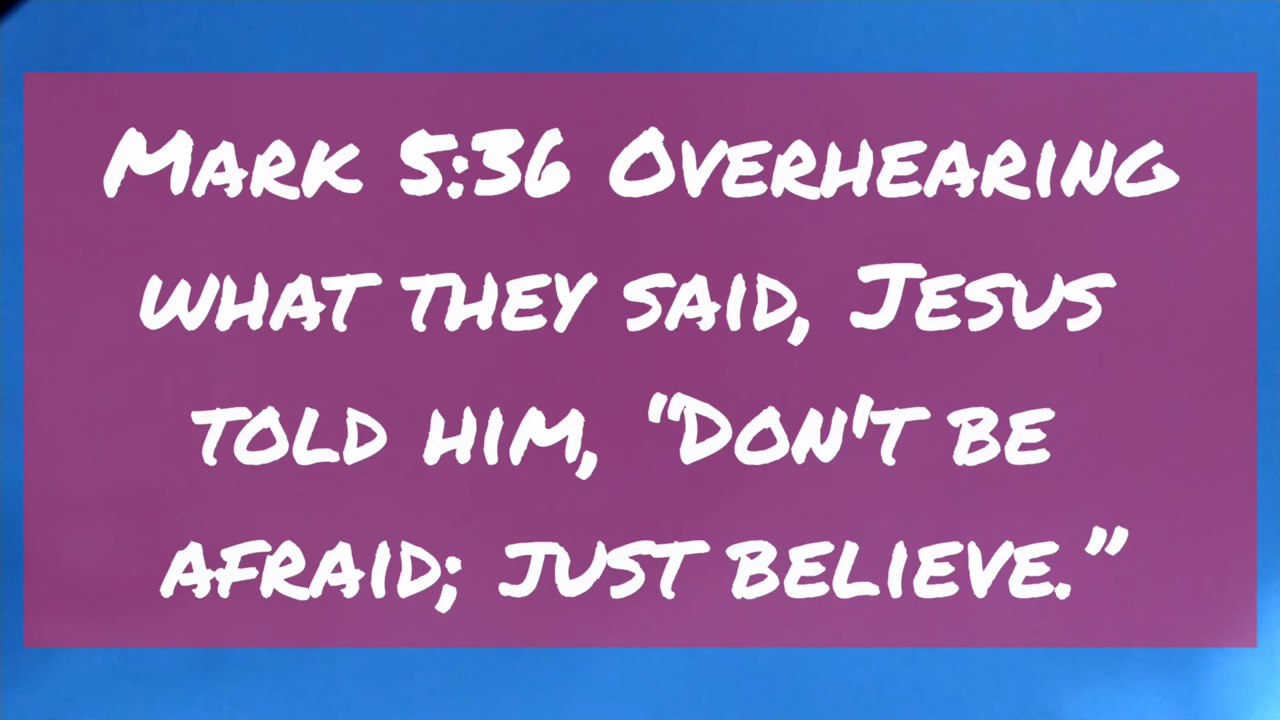 Mark 5:36 Overhearing
what they said, Jesus
told him, “Don't be
afraid; just believe.”